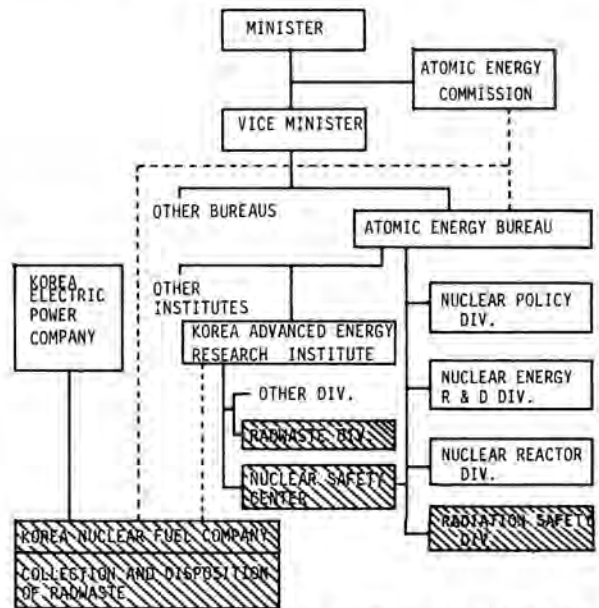 MINISTER
ATOMIC ENERGY
COMMISSION
VICE MINISTER
OTHER BUREAUS
ATOMIC ENERGY BUREAU
KOREA
ELECTRIC
POWER
COMPANY
OTHER
INSTITUTES
KOREA ADVANCED ENERGY
RESEARCH INSTITUTE
NUCLEAR POLICY
DIV.
OTHER DIV.
RADWASTE DIV.
NUCLEAR SAFETY
CENTER
NUCLEAR ENERGY
R & D DIV.
NUCLEAR REACTOR
DIV.
RADIATION SAFETY
DIV.
KOREA NUCLEAR FUEL COMPANY
COLLECTION AND DISPOSITION
OF RADWASTE